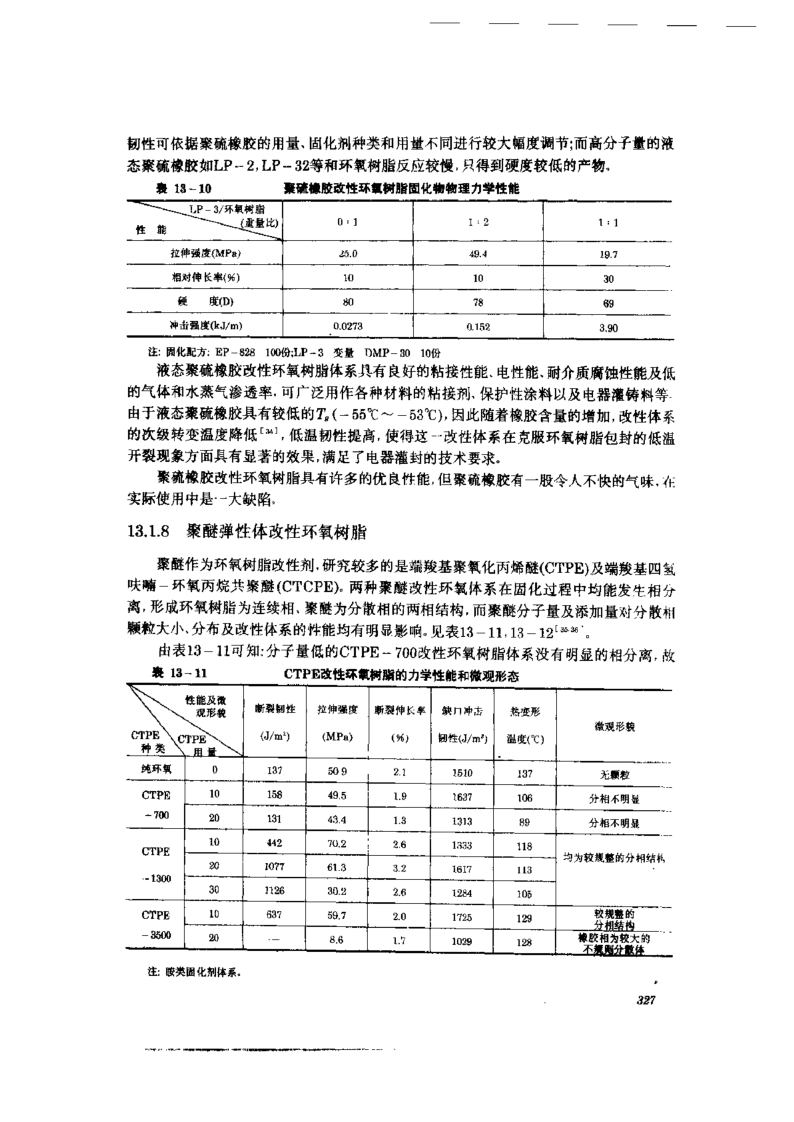 韧性可依据聚硫橡胶的用量、固化剂种类和用量不同进行较大幅度调节;而高分子量的液
态聚硫橡胶如LP-2,LP-32等和环氧树脂反应较慢,只得到硬度较低的产物。
表 13-10 聚硫橡胶改性环氧树脂固化物物理力学性能
LP-3/环氧树脂
(重量比) 0:1 1:2 1:1
性 能
拉伸强度(MPa) 25.0 49.4 19.7
相对伸长率(%) 10 10 30
硬 度(D) 80 78 69
冲击强度(kJ/m) 0.0273 0.152 3.90
注: 固化配方: EP-828 100份;LP-3 变量 DMP-30 10份
液态聚硫橡胶改性环氧树脂体系具有良好的粘接性能、电性能、耐介质腐蚀性能及低
的气体和水蒸气渗透率,可广泛用作各种材料的粘接剂、保护性涂料以及电器灌铸料等.
由于液态聚硫橡胶具有较低的Tg(-55℃~-53℃),因此随着橡胶含量的增加,改性体系
的次级转变温度降低[34],低温韧性提高,使得这一改性体系在克服环氧树脂包封的低温
开裂现象方面具有显著的效果,满足了电器灌封的技术要求。
聚硫橡胶改性环氧树脂具有许多的优良性能,但聚硫橡胶有一股令人不快的气味,在
实际使用中是一大缺陷。
13.1.8 聚醚弹性体改性环氧树脂
聚醚作为环氧树脂改性剂,研究较多的是端羧基聚氧化丙烯醚(CTPE)及端羧基四氢
呋喃-环氧丙烷共聚醚(CTCPE)。两种聚醚改性环氧体系在固化过程中均能发生相分
离,形成环氧树脂为连续相、聚醚为分散相的两相结构,而聚醚分子量及添加量对分散相
颗粒大小、分布及改性体系的性能均有明显影响。见表13-11,13-12[35,36]。
由表13-11可知:分子量低的CTPE-700改性环氧树脂体系没有明显的相分离,故
表 13-11 CTPE改性环氧树脂的力学性能和微观形态
性能及微
观形貌 断裂韧性 拉伸强度 断裂伸长率 缺口冲击 热变形 微观形貌
CTPE CTPE (J/m²) (MPa) (%) 韧性(J/m²) 温度(℃)
种类 用量
纯环氧 0 137 50.9 2.1 1510 137 无颗粒
CTPE 10 158 49.5 1.9 1637 106 分相不明显
-700 20 131 43.4 1.3 1313 89 分相不明显
CTPE 10 442 70.2 2.6 1333 118 均为较规整的分相结构
20 1077 61.3 3.2 1617 113
-1300 30 1126 30.2 2.6 1284 105
CTPE 10 637 59.7 2.0 1725 129 较规整的
分相结构
-3500 20 — 8.6 1.7 1029 128 橡胶相为较大的
不规则分散体
注: 胺类固化剂体系。
327